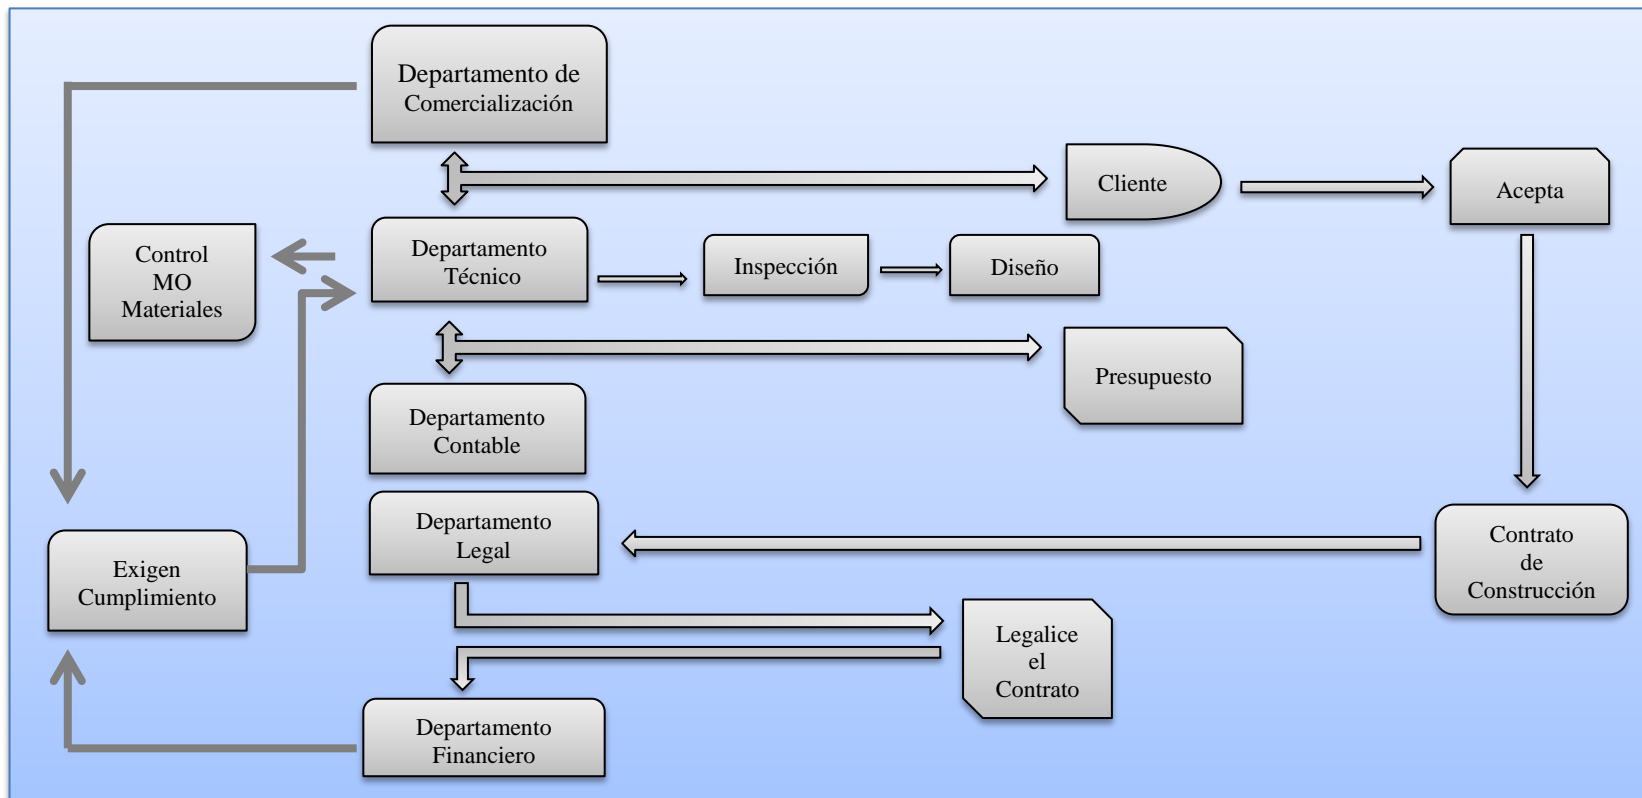 Departamento de
Comercialización
Cliente
Acepta
Control
MO
Materiales
Departamento
Técnico
Inspección
Diseño
Presupuesto
Departamento
Contable
Departamento
Legal
Contrato
de
Construcción
Exigen
Cumplimiento
Legalice
el
Contrato
Departamento
Financiero